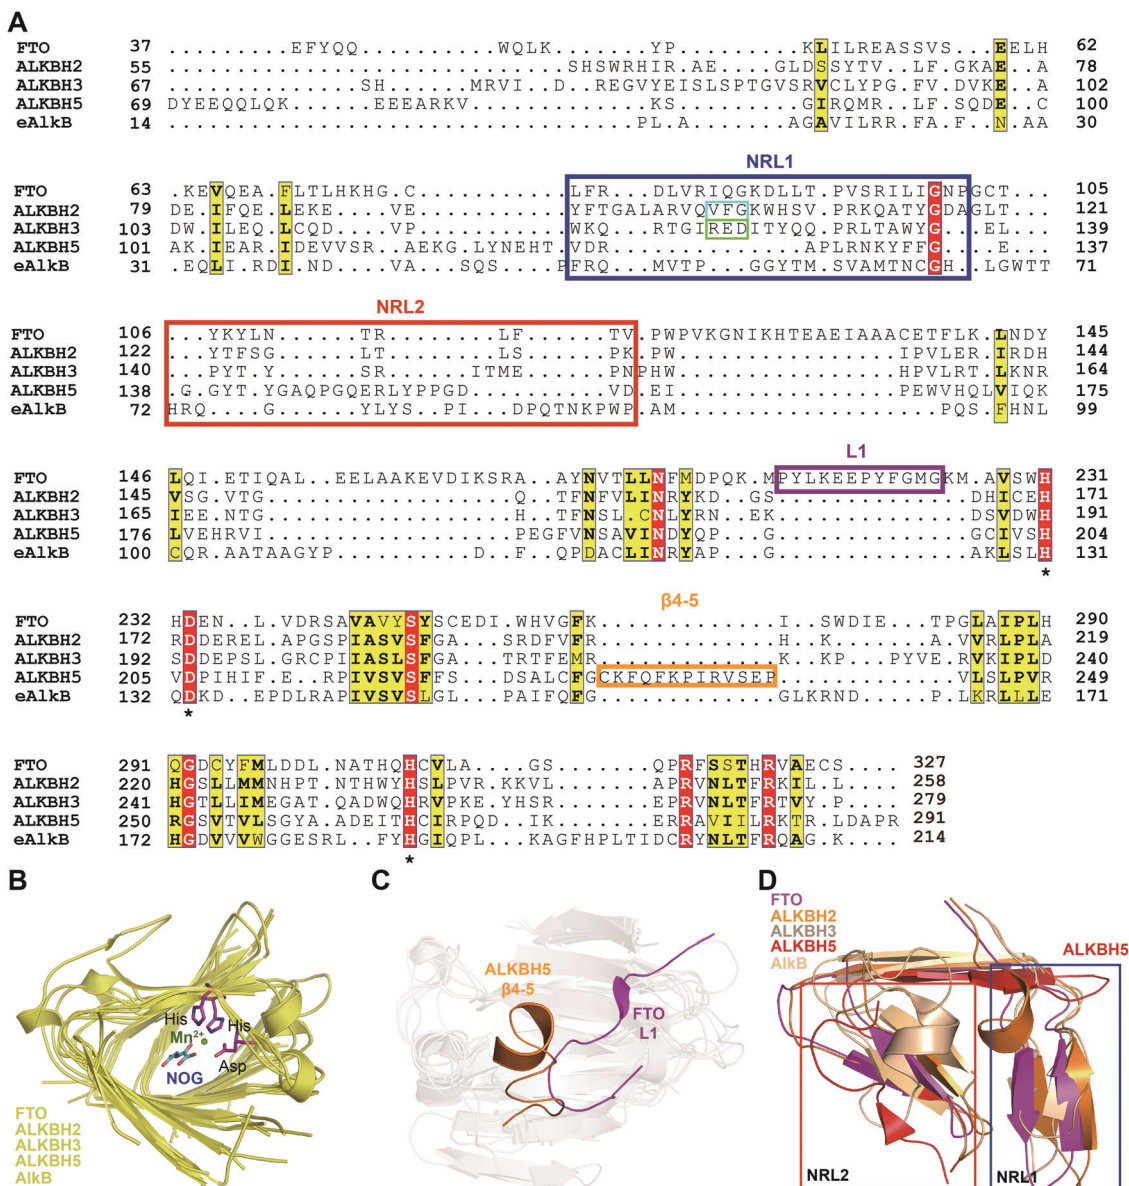 A
FTO 37 .........EFYQQ..........WQLK.......YP.........KLILREASSVS...EELH 62
ALKBH2 55 .............................SHSWRHIR.AE....GLDSSYTV..LF.GKAE..A 78
ALKBH3 67 ..............SH......MRVI..D..REGVYEISLSPTGVSRVCLYPG.FV.DVKEE.A 102
ALKBH5 69 DYEEQQLQK......EEEARKV.............KS.........GIRQMR..LF.SQDE..C 100
eAlkB 14 ..................................PL.A.......AGAVILRR.FA.F..N.AA 30
NRL1
FTO 63 .KEVQEA.FLTLHKHG.C...........LFR...DLVRIQGKDLLT.PVSRILIGNPGCT... 105
ALKBH2 79 DE.IFQE.LEKE...VE...........YFTGALARVQVFGKWHSV.PRKQATYGDAGLT... 121
ALKBH3 103 DW.ILEQ.LCQD..VP............WKQ...RTGIREDITYQQ.PRLTAWYG...EL.... 139
ALKBH5 101 AK.IEAR.IDEVVSR..AEKG.LYNEHT.VDR.............APLRNKYFFG...E..... 137
eAlkB 31 .EQLI.RDI.ND....VA...SQS....PFRQ...MVTP...GGYTM.SVAMTNCGH..LGWTT 71
NRL2
FTO 106 ...YKYLN......TR........LF......TV.PWPVKGNIKHTEAEIAAACETFLK.LNDY 145
ALKBH2 122 ...YTFSG......LT........LS......PK.PW................IPVLER.IRDH 144
ALKBH3 140 ...PYT.Y......SR......ITME.....PNPHW.................HPVLRT.LKNR 164
ALKBH5 138 .G.GYT.YGAQPGQERLYPPGD..........VD.EI................PEWVHQLVIQK 175
eAlkB 72 HRQ....G......YLYS..PI...DPQTNKPWP.AM...................PQS.FHNL 99
L1
FTO 146 LQI.ETIQAL..EELAAKEVDIKSRA..AYNVTLLNFMDPQK.MPYLKEEPYFGMGKM.AVSWH 231
ALKBH2 145 VSG.VTG..................Q..TFNFVLINRYKD..GS..............DHICEH 171
ALKBH3 165 IEE.NTG..................H..TFNSL.CNLYRN..EK..............DSVDWH 191
ALKBH5 176 LVEHRVI..................PEGFVNSAVINDYQP..G...............GCIVSH 204
eAlkB 100 CQR.AATAAGYP..........D..F..QPDACLINRYAP..G..............AKLSLH 131
*
β4-5
FTO 232 HDEN..L.VDRSAVAVYSYSCEDI.WHVGFK.............I..SWDIE..TPGLAIPLH 290
ALKBH2 172 RDDERELAPGSPIASVSFGA...SRDFVFR..............H..K.......A.VVRLPLA 219
ALKBH3 192 SDDEPSL.GRCPIIASLSFGA..TRTFEMR..............K..KP...PYVE.RVKIPLD 240
ALKBH5 205 VDPIHIF.E..RPIVSVSFFS..DSALCFGCKFQFKPIRVSEP.............VLSLPVR 249
eAlkB 132 QDKD..EPDLRAPIVSVSLGL..PAIFQFG..............GLKRND....P.LKRLLLE 171
*
FTO 291 QGDCYFMLDDL.NATHQHCVLA....GS.........QPRFSSTHRVAECS.... 327
ALKBH2 220 HGSLLMMNHPT.NTHWYHSLPVR.KKVL.........APRVNLTFRKIL.L.... 258
ALKBH3 241 HGTLLIMEGAT.QADWQHRVPKE.YHSR.........EPRVNLTFRTVY.P.... 279
ALKBH5 250 RGSVTVLSGYA.ADEITHCIRPQD..IK.........ERRAVIILRKTR.LDAPR 291
eAlkB 172 HGDVVVWGGESRL..FYHGIQPL...KAGFHPLTIDCRYNLTFRQAG.K.... 214
*
B
His
His
Mn2+
Asp
NOG
FTO
ALKBH2
ALKBH3
ALKBH5
AlkB
C
ALKBH5
β4-5
FTO
L1
D
FTO
ALKBH2
ALKBH3
ALKBH5
AlkB
ALKBH5
NRL2
NRL1